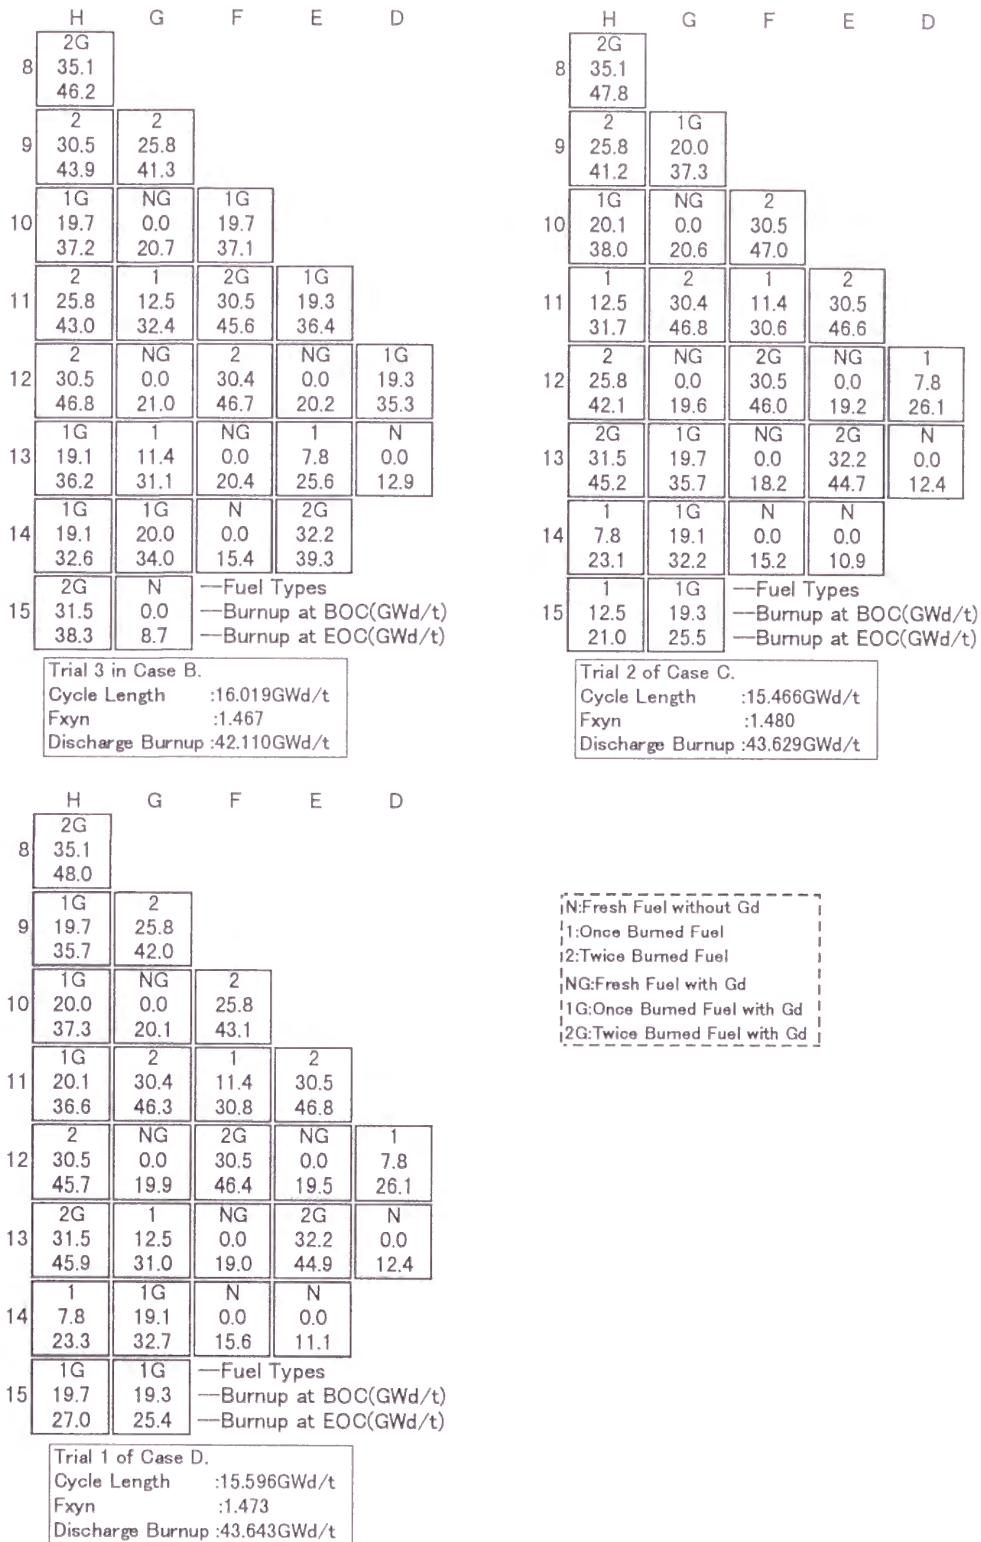 H G F E D
2G
8 35.1
46.2
2 2
9 30.5 25.8
43.9 41.3
1G NG 1G
10 19.7 0.0 19.7
37.2 20.7 37.1
2 1 2G 1G
11 25.8 12.5 30.5 19.3
43.0 32.4 45.6 36.4
2 NG 2 NG 1G
12 30.5 0.0 30.4 0.0 19.3
46.8 21.0 46.7 20.2 35.3
1G 1 NG 1 N
13 19.1 11.4 0.0 7.8 0.0
36.2 31.1 20.4 25.6 12.9
1G 1G N 2G
14 19.1 20.0 0.0 32.2
32.6 34.0 15.4 39.3
2G N —Fuel Types
15 31.5 0.0 —Burnup at BOC(GWd/t)
38.3 8.7 —Burnup at EOC(GWd/t)
Trial 3 in Case B.
Cycle Length :16.019GWd/t
Fxyn :1.467
Discharge Burnup :42.110GWd/t
H G F E D
2G
8 35.1
47.8
2 1G
9 25.8 20.0
41.2 37.3
1G NG 2
10 20.1 0.0 30.5
38.0 20.6 47.0
1 2 1 2
11 12.5 30.4 11.4 30.5
31.7 46.8 30.6 46.6
2 NG 2G NG 1
12 25.8 0.0 30.5 0.0 7.8
42.1 19.6 46.0 19.2 26.1
2G 1G NG 2G N
13 31.5 19.7 0.0 32.2 0.0
45.2 35.7 18.2 44.7 12.4
1 1G N N
14 7.8 19.1 0.0 0.0
23.1 32.2 15.2 10.9
1 1G —Fuel Types
15 12.5 19.3 —Burnup at BOC(GWd/t)
21.0 25.5 —Burnup at EOC(GWd/t)
Trial 2 of Case C.
Cycle Length :15.466GWd/t
Fxyn :1.480
Discharge Burnup :43.629GWd/t
H G F E D
2G
8 35.1
48.0
1G 2
9 19.7 25.8
35.7 42.0
1G NG 2
10 20.0 0.0 25.8
37.3 20.1 43.1
1G 2 1 2
11 20.1 30.4 11.4 30.5
36.6 46.3 30.8 46.8
2 NG 2G NG 1
12 30.5 0.0 30.5 0.0 7.8
45.7 19.9 46.4 19.5 26.1
2G 1 NG 2G N
13 31.5 12.5 0.0 32.2 0.0
45.9 31.0 19.0 44.9 12.4
1 1G N N
14 7.8 19.1 0.0 0.0
23.3 32.7 15.6 11.1
1G 1G —Fuel Types
15 19.7 19.3 —Burnup at BOC(GWd/t)
27.0 25.4 —Burnup at EOC(GWd/t)
Trial 1 of Case D.
Cycle Length :15.596GWd/t
Fxyn :1.473
Discharge Burnup :43.643GWd/t
N:Fresh Fuel without Gd
1:Once Burned Fuel
2:Twice Burned Fuel
NG:Fresh Fuel with Gd
1G:Once Burned Fuel with Gd
2G:Twice Burned Fuel with Gd